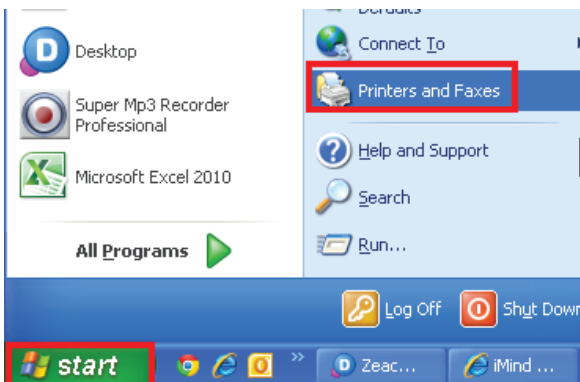 Desktop
Super Mp3 Recorder
Professional
Microsoft Excel 2010
All Programs
Connect To
Printers and Faxes
Help and Support
Search
Run...
Log Off
Shut Dow
start
Zeac...
iMind ...